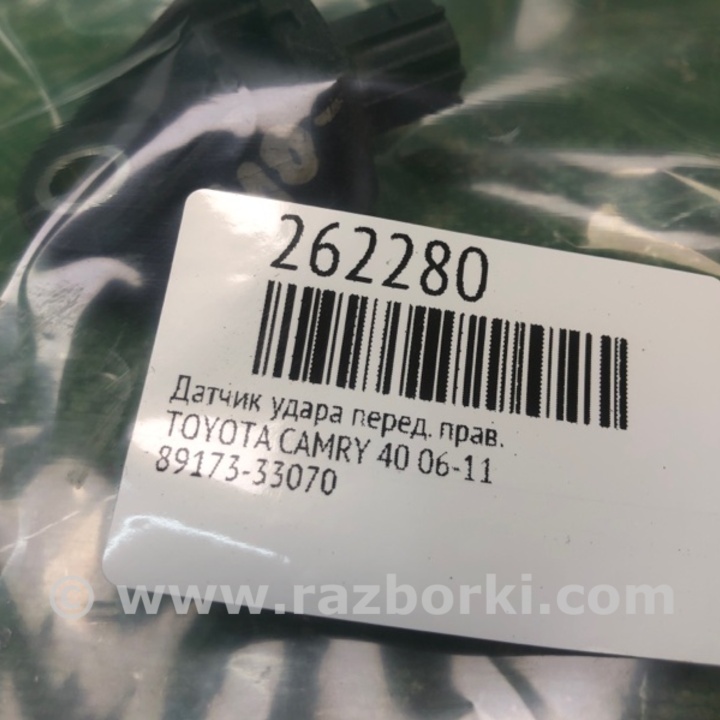 262280
Датчик удара перед. прав.
TOYOTA CAMRY 40 06-11
89173-33070
© www.razborki.com